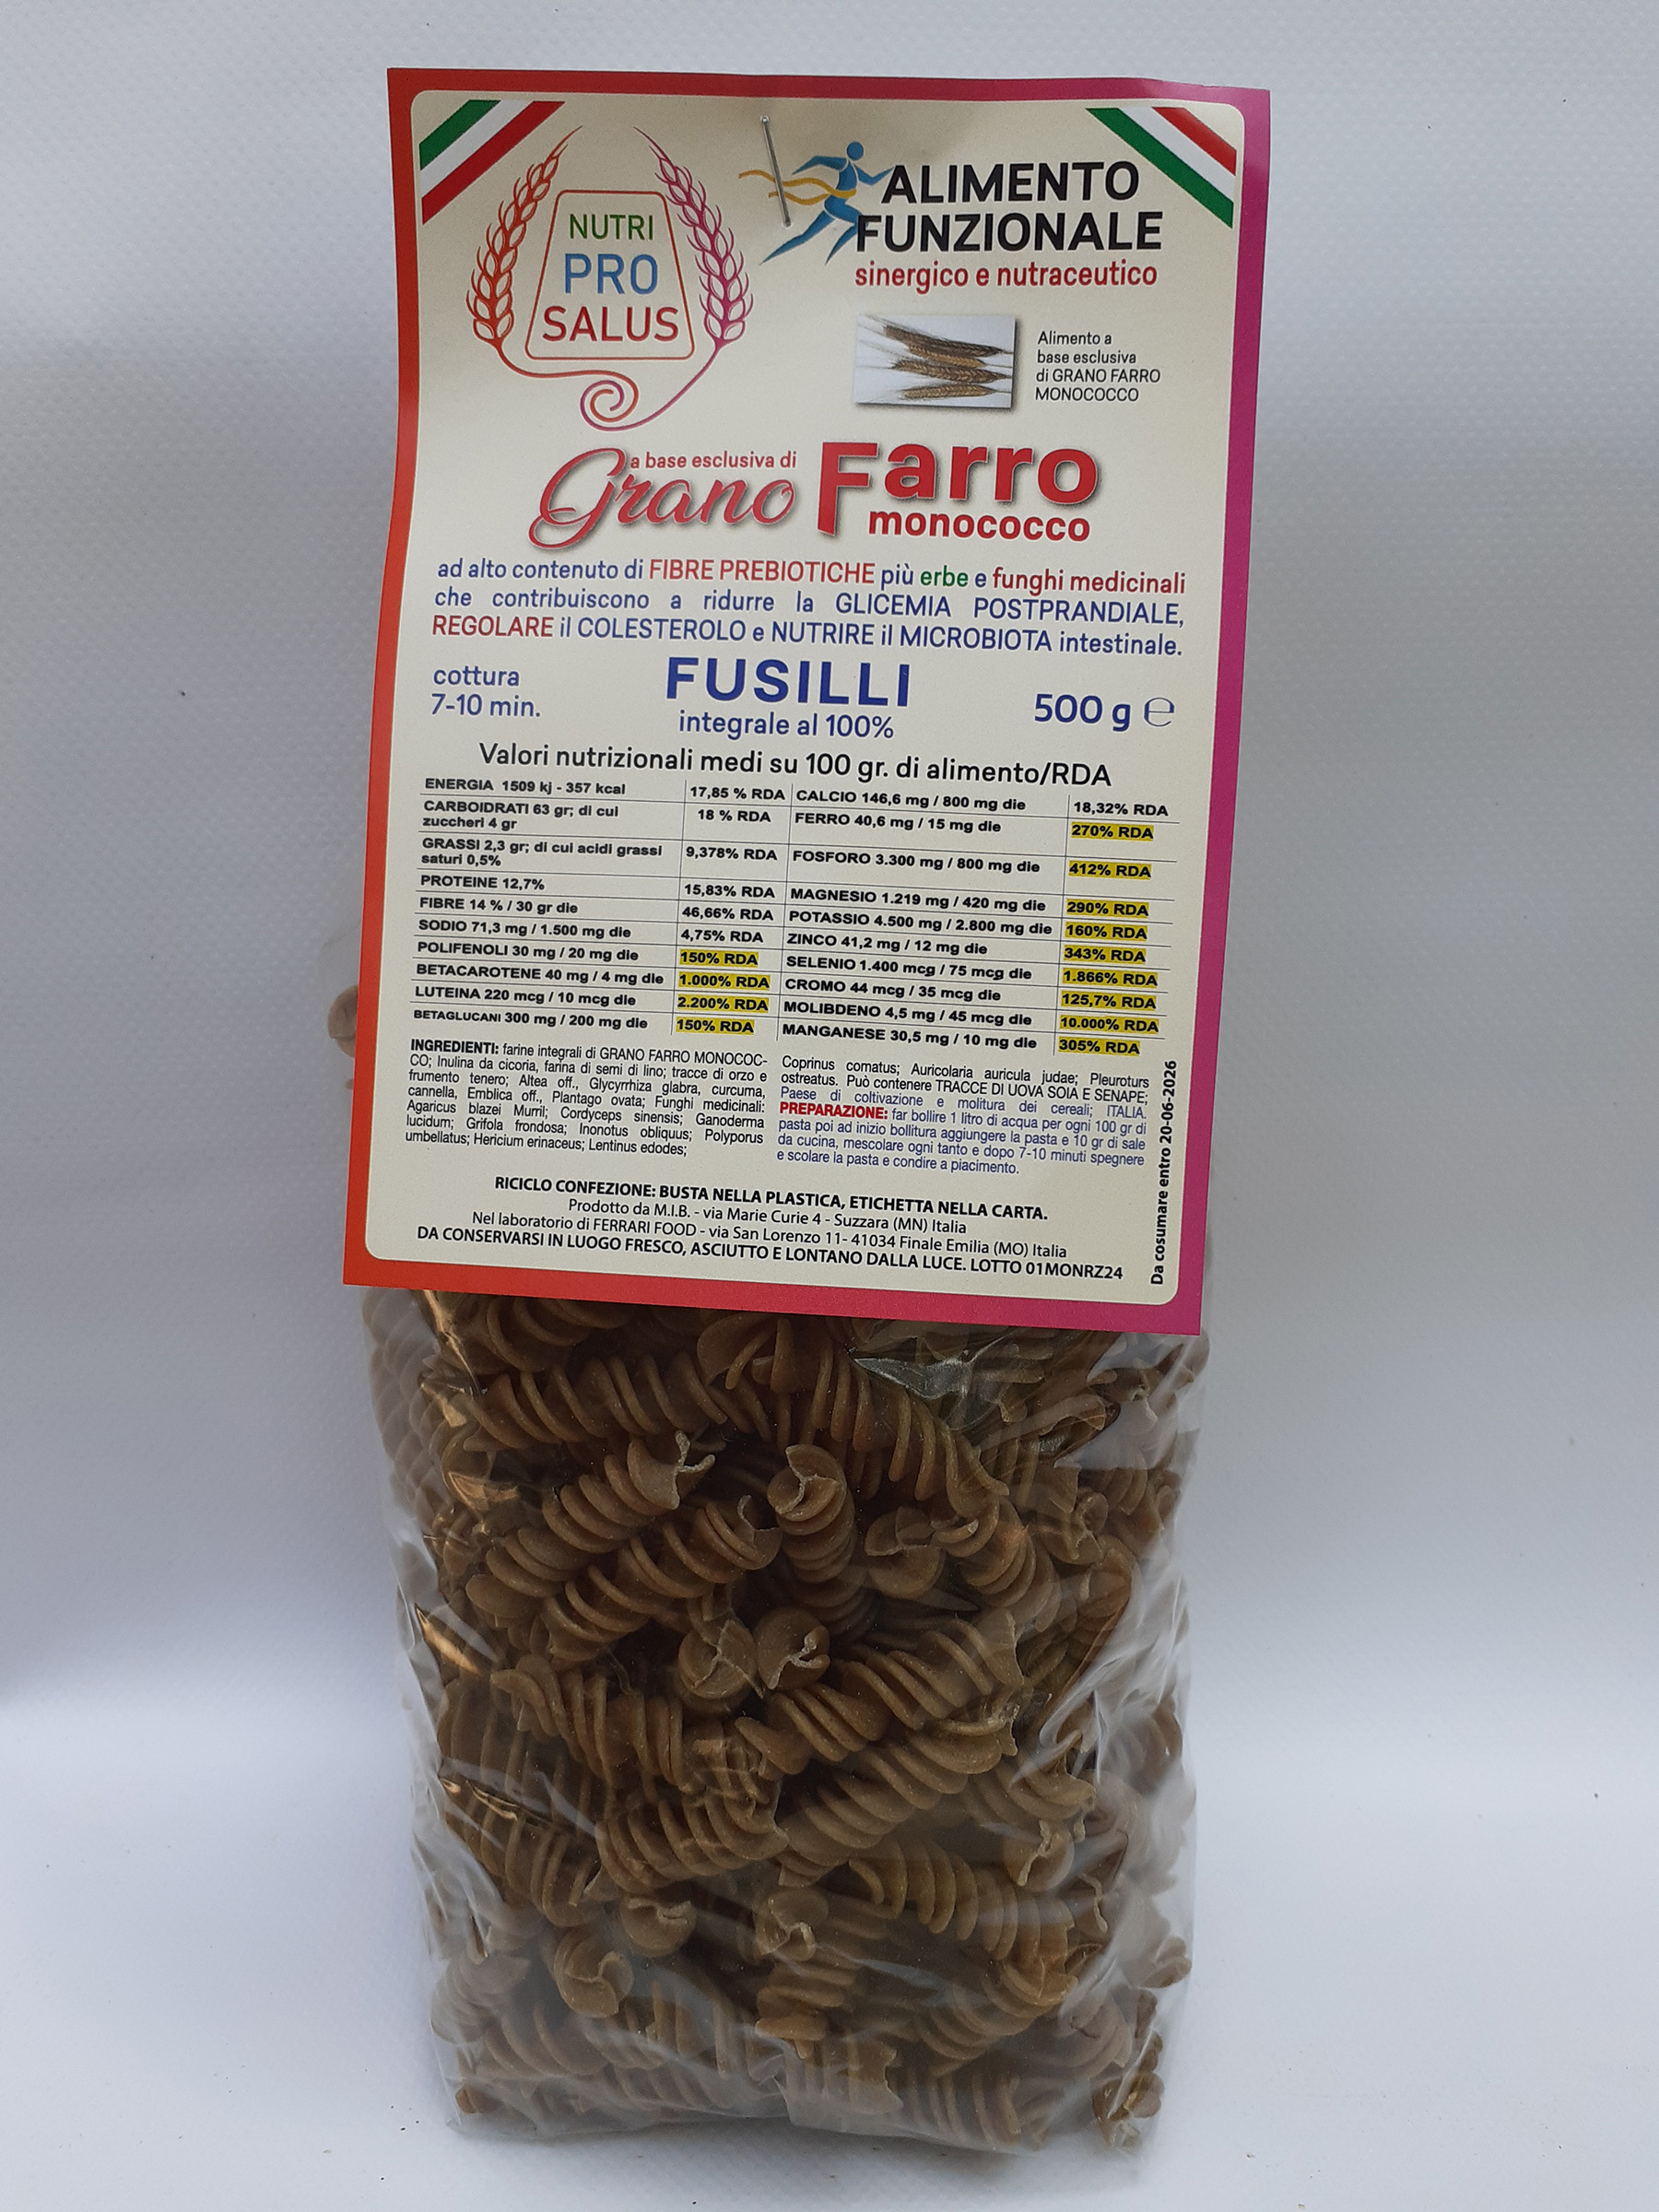 NUTRI
PRO
SALUS
ALIMENTO
FUNZIONALE
sinergico e nutraceutico
Alimento a
base esclusiva
di GRANO FARRO
MONOCOCCO
a base esclusiva di
Grano Farro
monococco
ad alto contenuto di FIBRE PREBIOTICHE più erbe e funghi medicinali
che contribuiscono a ridurre la GLICEMIA POSTPRANDIALE,
REGOLARE il COLESTEROLO e NUTRIRE il MICROBIOTA intestinale.
cottura
7-10 min.
FUSILLI
integrale al 100%
500 g ℮
Valori nutrizionali medi su 100 gr. di alimento/RDA
ENERGIA 1509 kj - 357 kcal 17,85 % RDA
CARBOIDRATI 63 gr; di cui
zuccheri 4 gr 18 % RDA
GRASSI 2,3 gr; di cui acidi grassi
saturi 0,5% 9,378% RDA
PROTEINE 12,7% 15,83% RDA
FIBRE 14 % / 30 gr die 46,66% RDA
SODIO 71,3 mg / 1.500 mg die 4,75% RDA
POLIFENOLI 30 mg / 20 mg die 150% RDA
BETACAROTENE 40 mg / 4 mg die 1.000% RDA
LUTEINA 220 mcg / 10 mcg die 2.200% RDA
BETAGLUCANI 300 mg / 200 mg die 150% RDA
CALCIO 146,6 mg / 800 mg die 18,32% RDA
FERRO 40,6 mg / 15 mg die 270% RDA
FOSFORO 3.300 mg / 800 mg die 412% RDA
MAGNESIO 1.219 mg / 420 mg die 290% RDA
POTASSIO 4.500 mg / 2.800 mg die 160% RDA
ZINCO 41,2 mg / 12 mg die 343% RDA
SELENIO 1.400 mcg / 75 mcg die 1.866% RDA
CROMO 44 mcg / 35 mcg die 125,7% RDA
MOLIBDENO 4,5 mg / 45 mcg die 10.000% RDA
MANGANESE 30,5 mg / 10 mg die 305% RDA
INGREDIENTI: farine integrali di GRANO FARRO MONOCOC-
CO; Inulina da cicoria, farina di semi di lino; tracce di orzo e
frumento tenero; Altea off., Glycyrrhiza glabra, curcuma,
cannella, Emblica off., Plantago ovata; Funghi medicinali:
Agaricus blazei Murril; Cordyceps sinensis; Ganoderma
lucidum; Grifola frondosa; Inonotus obliquus; Polyporus
umbellatus; Hericium erinaceus; Lentinus edodes;
Coprinus comatus; Auricolaria auricula judae; Pleuroturs
ostreatus. Può contenere TRACCE DI UOVA SOIA E SENAPE;
Paese di coltivazione e molitura dei cereali; ITALIA.
PREPARAZIONE: far bollire 1 litro di acqua per ogni 100 gr di
pasta poi ad inizio bollitura aggiungere la pasta e 10 gr di sale
da cucina, mescolare ogni tanto e dopo 7-10 minuti spegnere
e scolare la pasta e condire a piacimento.
Da cosumare entro 20-06-2026
RICICLO CONFEZIONE: BUSTA NELLA PLASTICA, ETICHETTA NELLA CARTA.
Prodotto da M.I.B. - via Marie Curie 4 - Suzzara (MN) Italia
Nel laboratorio di FERRARI FOOD - via San Lorenzo 11- 41034 Finale Emilia (MO) Italia
DA CONSERVARSI IN LUOGO FRESCO, ASCIUTTO E LONTANO DALLA LUCE. LOTTO 01MONRZ24